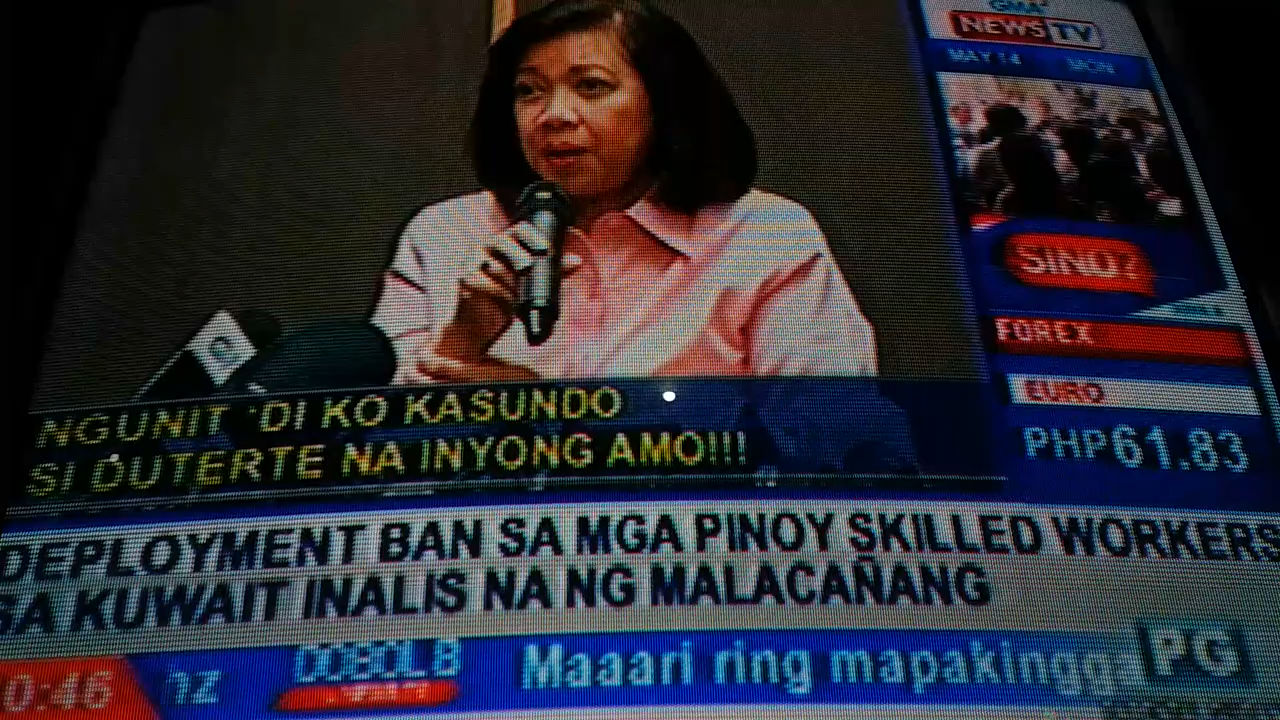 GMA
NEWS TV
MAY 14 MON
SINO?
FOREX
EURO
PHP61.83
NGUNIT 'DI KO KASUNDO
SI DUTERTE NA INYONG AMO!!!
DEPLOYMENT BAN SA MGA PINOY SKILLED WORKERS
SA KUWAIT INALIS NA NG MALACAÑANG
0:46
DOBOL B
Maaari ring mapakingga
PG